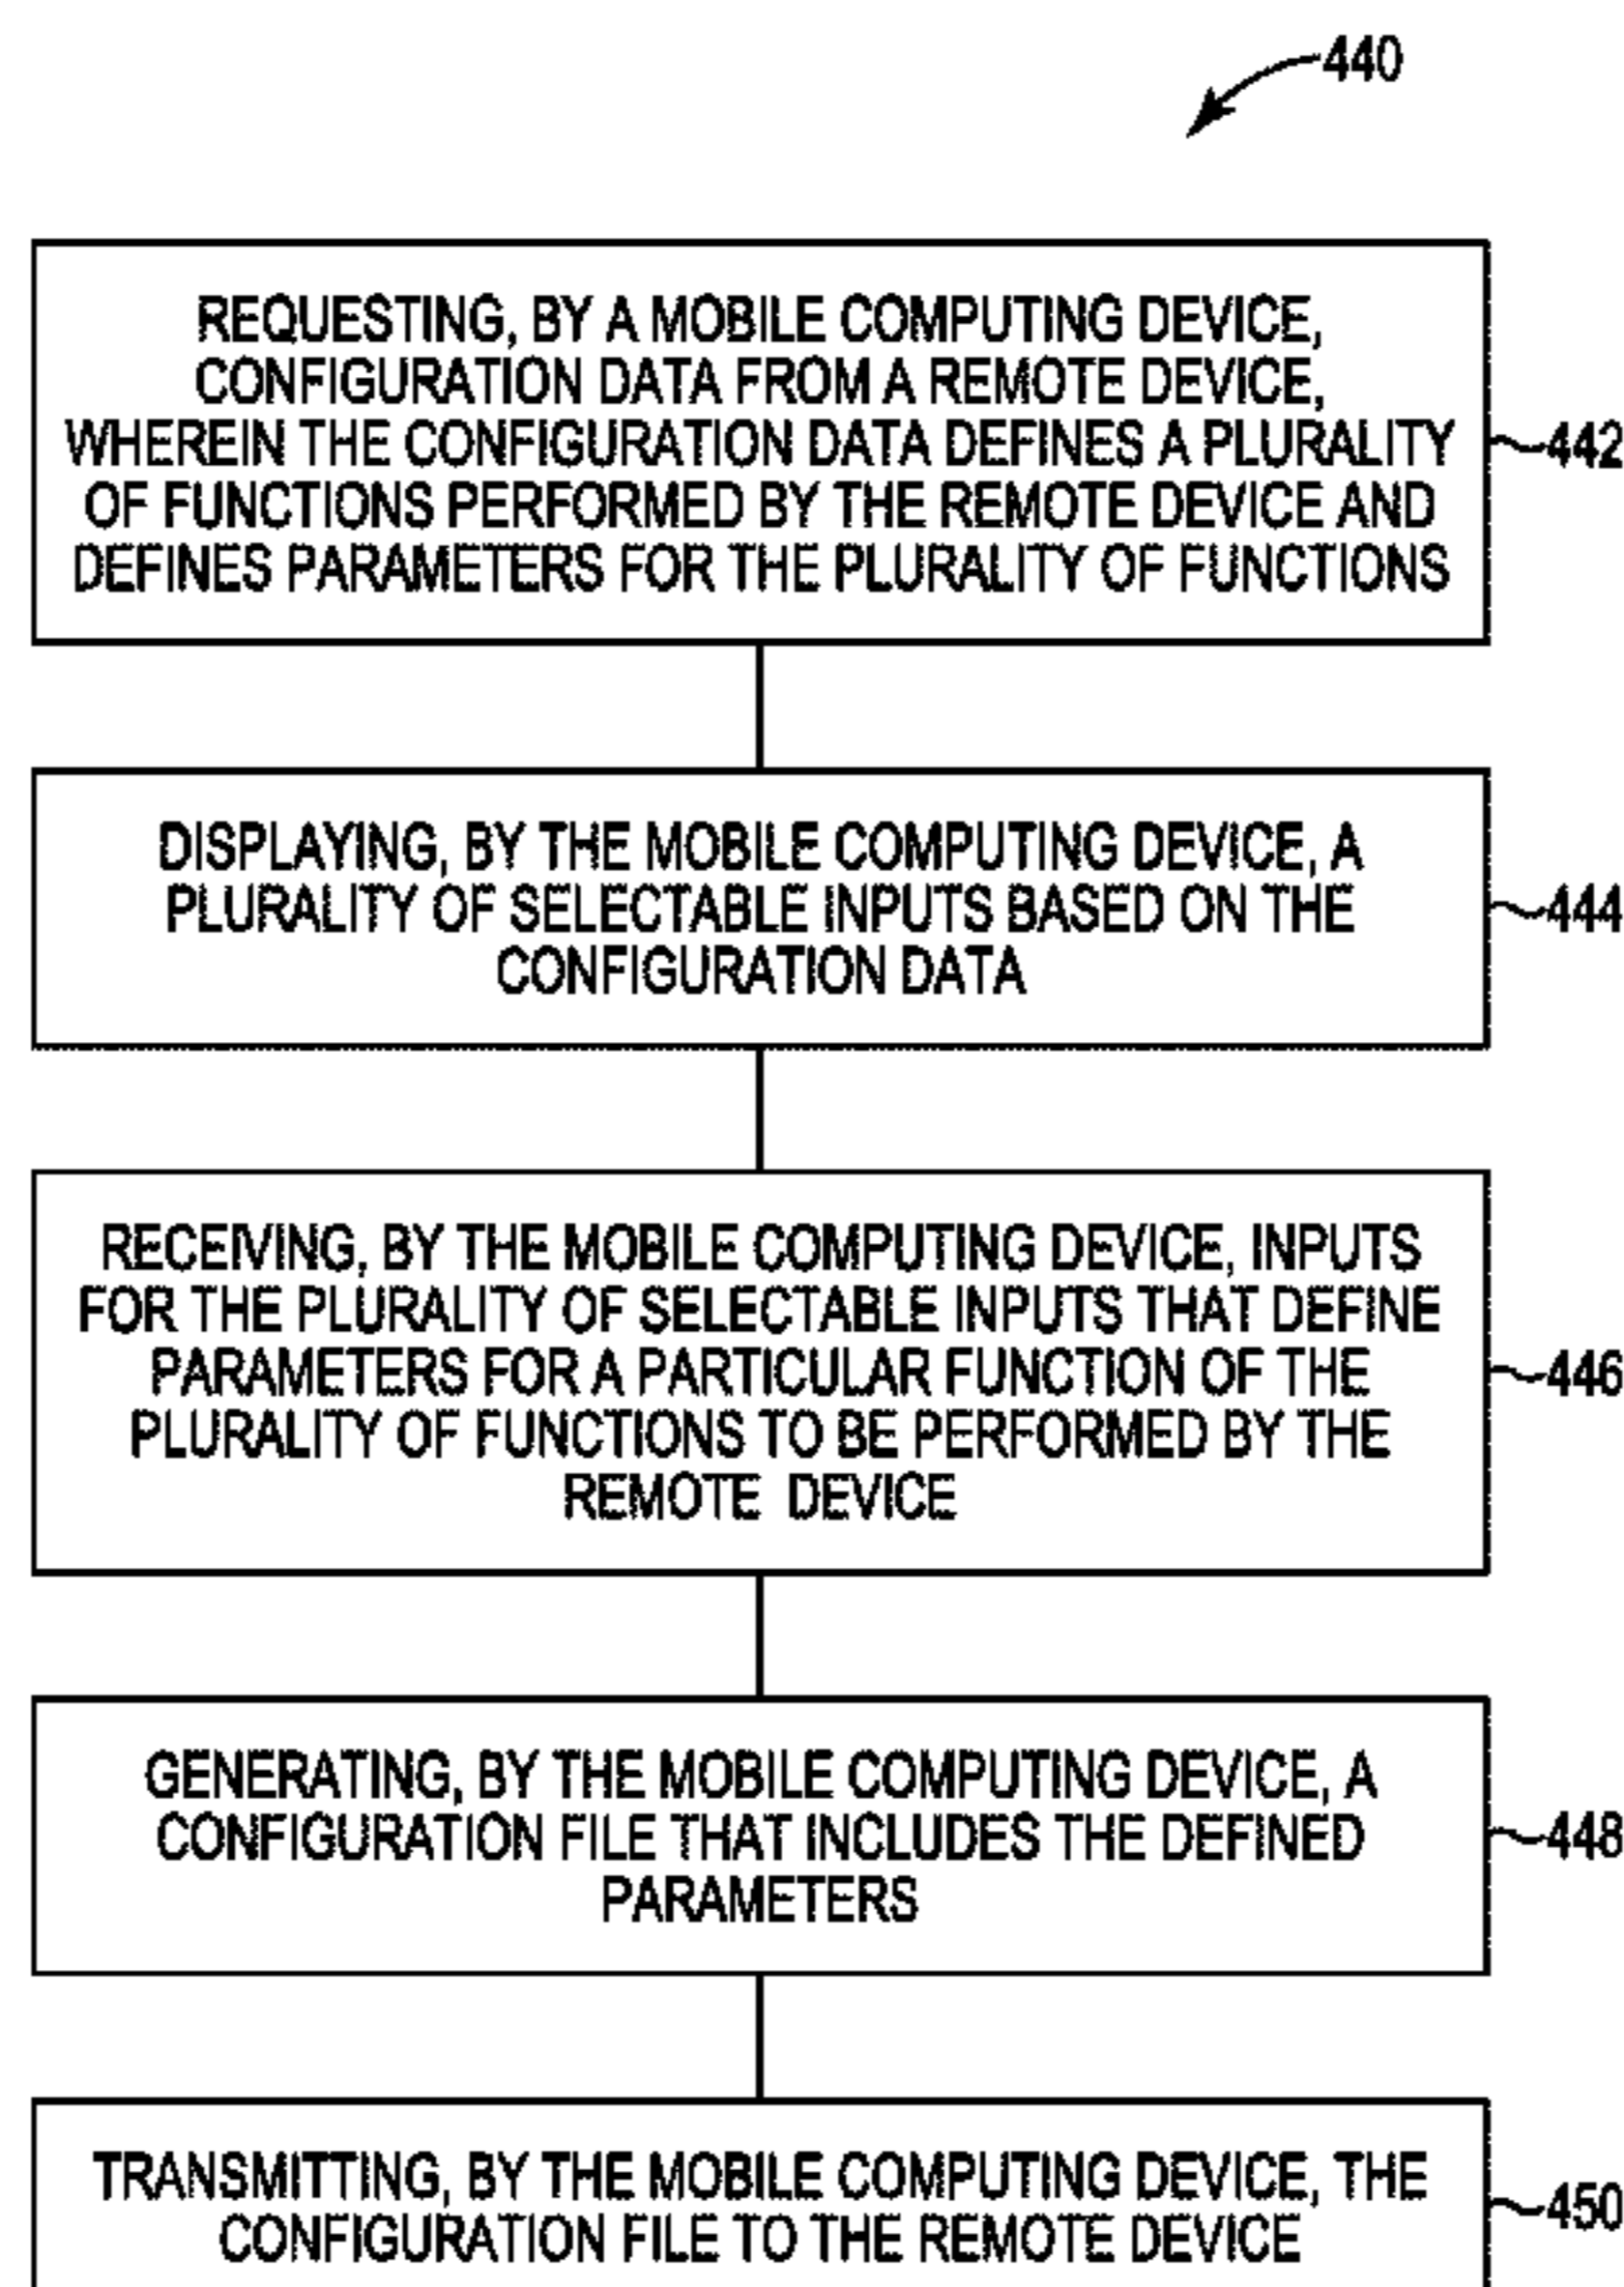 440
REQUESTING, BY A MOBILE COMPUTING DEVICE,
CONFIGURATION DATA FROM A REMOTE DEVICE,
WHEREIN THE CONFIGURATION DATA DEFINES A PLURALITY
OF FUNCTIONS PERFORMED BY THE REMOTE DEVICE AND
DEFINES PARAMETERS FOR THE PLURALITY OF FUNCTIONS
442
DISPLAYING, BY THE MOBILE COMPUTING DEVICE, A
PLURALITY OF SELECTABLE INPUTS BASED ON THE
CONFIGURATION DATA
444
RECEIVING, BY THE MOBILE COMPUTING DEVICE, INPUTS
FOR THE PLURALITY OF SELECTABLE INPUTS THAT DEFINE
PARAMETERS FOR A PARTICULAR FUNCTION OF THE
PLURALITY OF FUNCTIONS TO BE PERFORMED BY THE
REMOTE DEVICE
446
GENERATING, BY THE MOBILE COMPUTING DEVICE, A
CONFIGURATION FILE THAT INCLUDES THE DEFINED
PARAMETERS
448
TRANSMITTING, BY THE MOBILE COMPUTING DEVICE, THE
CONFIGURATION FILE TO THE REMOTE DEVICE
450